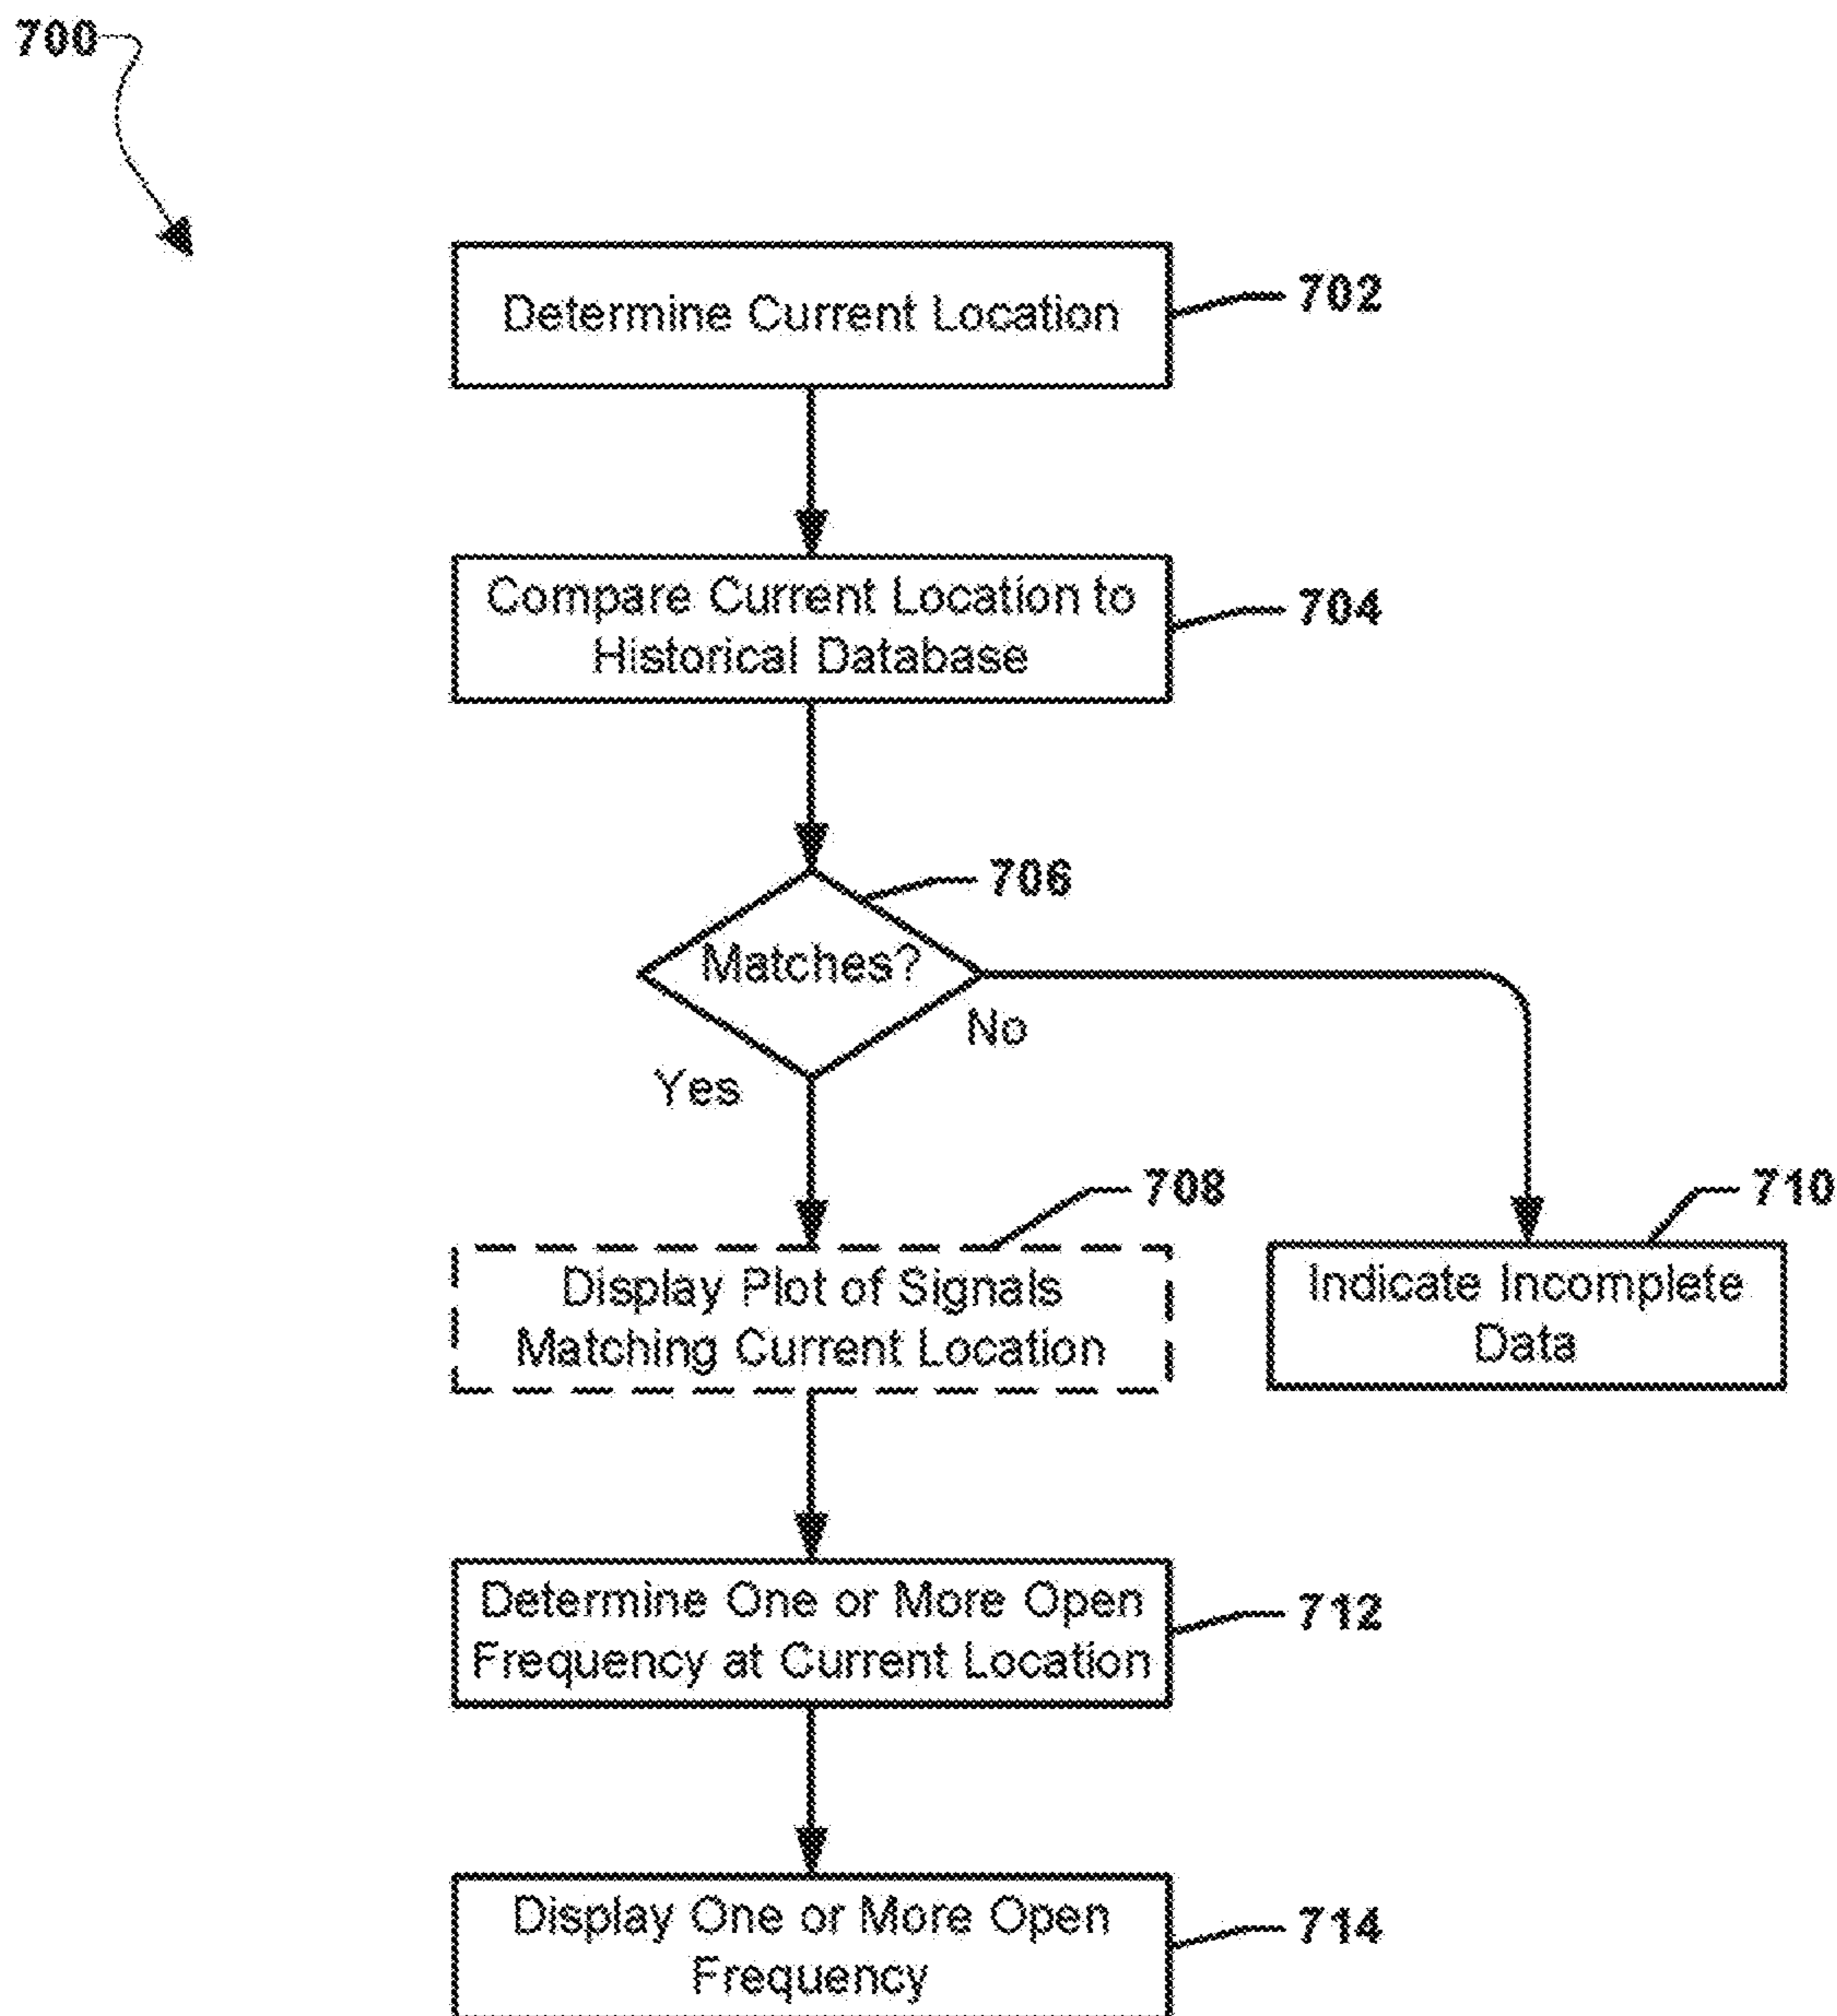 700
Determine Current Location
702
Compare Current Location to
Historical Database
704
706
Matches?
No
Yes
708
710
Display Plot of Signals
Matching Current Location
Indicate Incomplete
Data
Determine One or More Open
Frequency at Current Location
712
Display One or More Open
Frequency
714